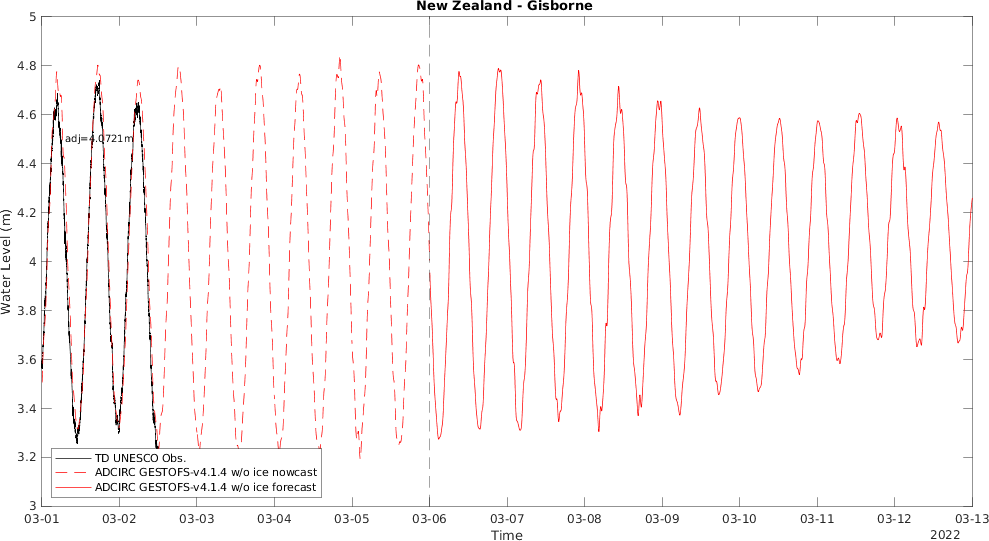 New Zealand - Gisborne
Water Level (m)
5
4.8
4.6
4.4
4.2
4
3.8
3.6
3.4
3.2
3
adj=4.0721m
TD UNESCO Obs.
ADCIRC GESTOFS-v4.1.4 w/o ice nowcast
ADCIRC GESTOFS-v4.1.4 w/o ice forecast
03-01 03-02 03-03 03-04 03-05 03-06 03-07 03-08 03-09 03-10 03-11 03-12 03-13
Time
2022